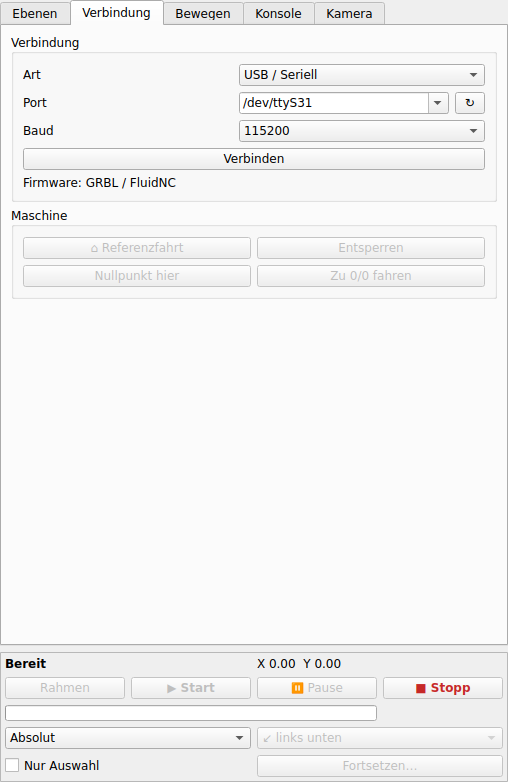 Ebenen Verbindung Bewegen Konsole Kamera
Verbindung
Art USB / Seriell
Port /dev/ttyS31 ↻
Baud 115200
Verbinden
Firmware: GRBL / FluidNC
Maschine
⌂ Referenzfahrt Entsperren
Nullpunkt hier Zu 0/0 fahren
Bereit X 0.00 Y 0.00
Rahmen ▶ Start ⏸ Pause ■ Stopp
Absolut ↙ links unten
Nur Auswahl Fortsetzen...